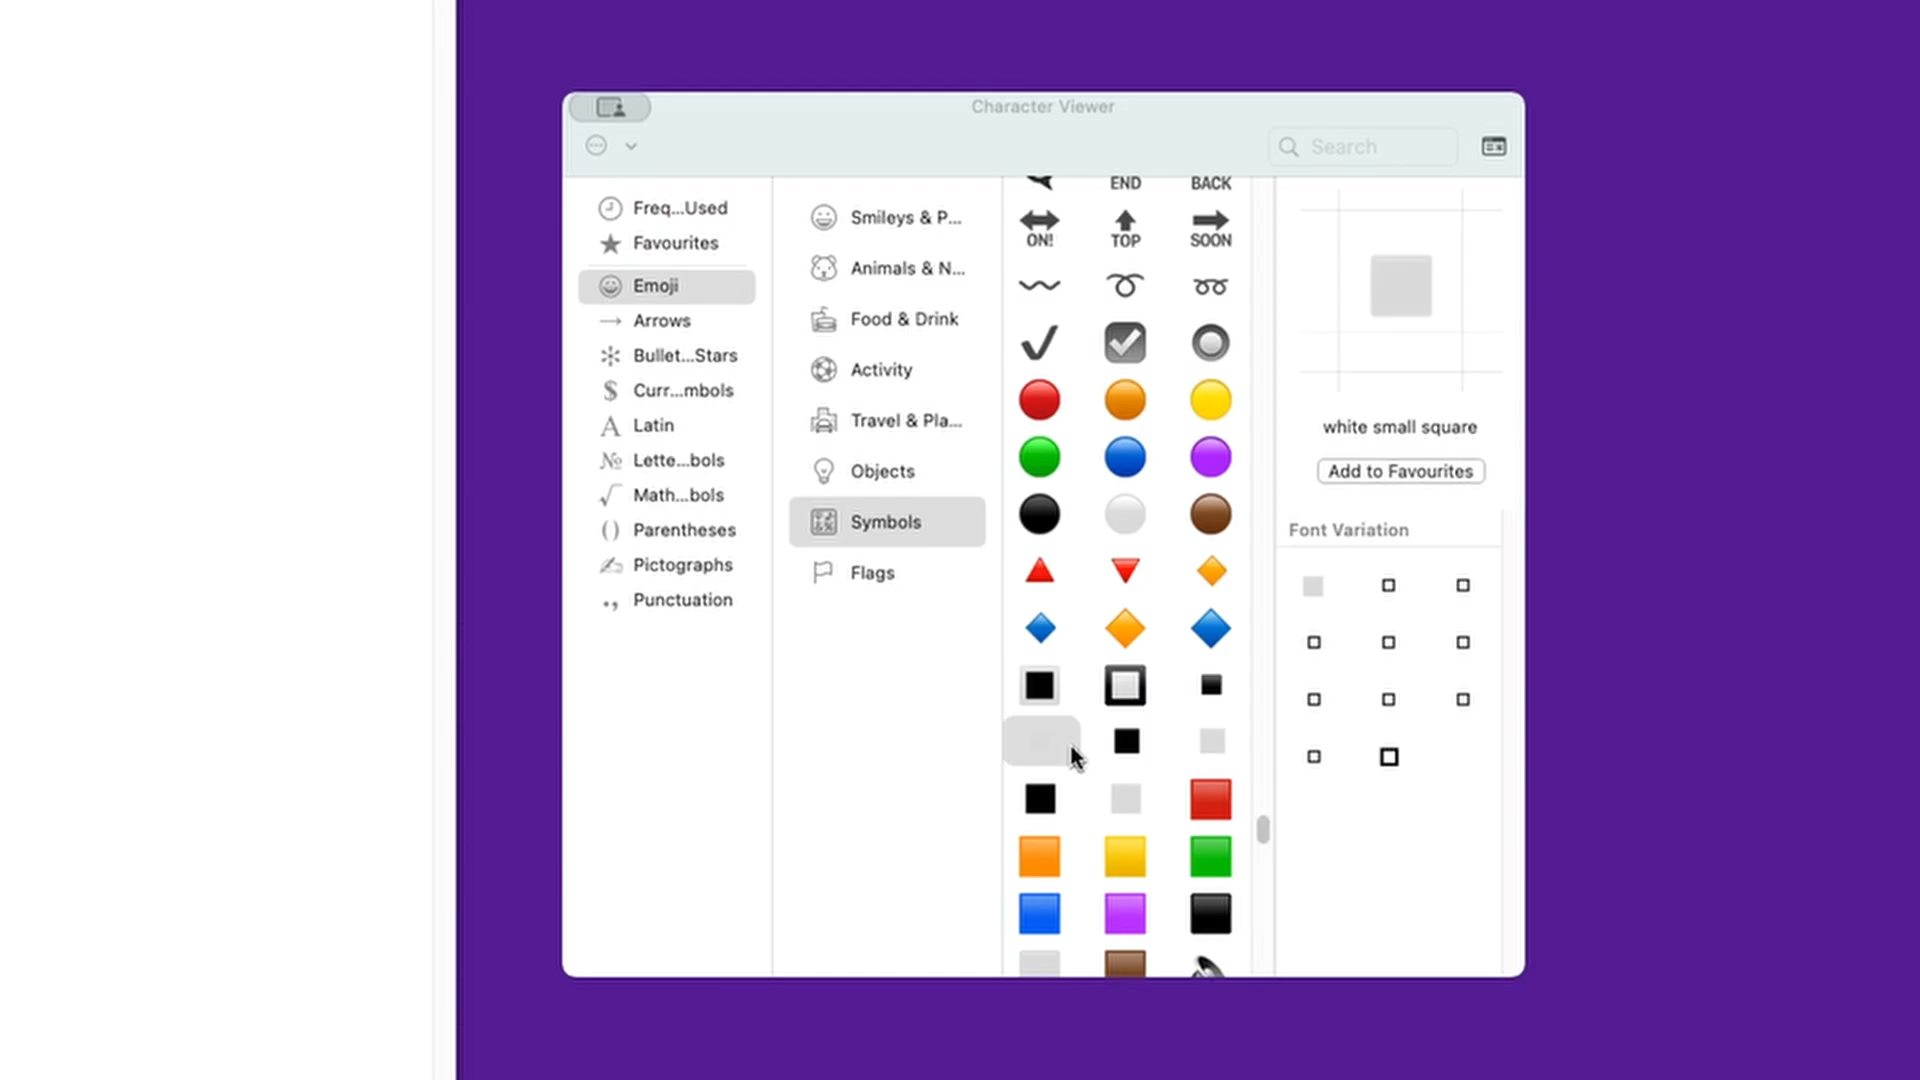 Character Viewer
Search
Freq...Used
Favourites
Emoji
Arrows
Bullet...Stars
$ Curr...mbols
A Latin
№ Lette...bols
√ Math...bols
() Parentheses
Pictographs
., Punctuation
Smileys & P...
Animals & N...
Food & Drink
Activity
Travel & Pla...
Objects
Symbols
Flags
END BACK
ON! TOP SOON
white small square
Add to Favourites
Font Variation